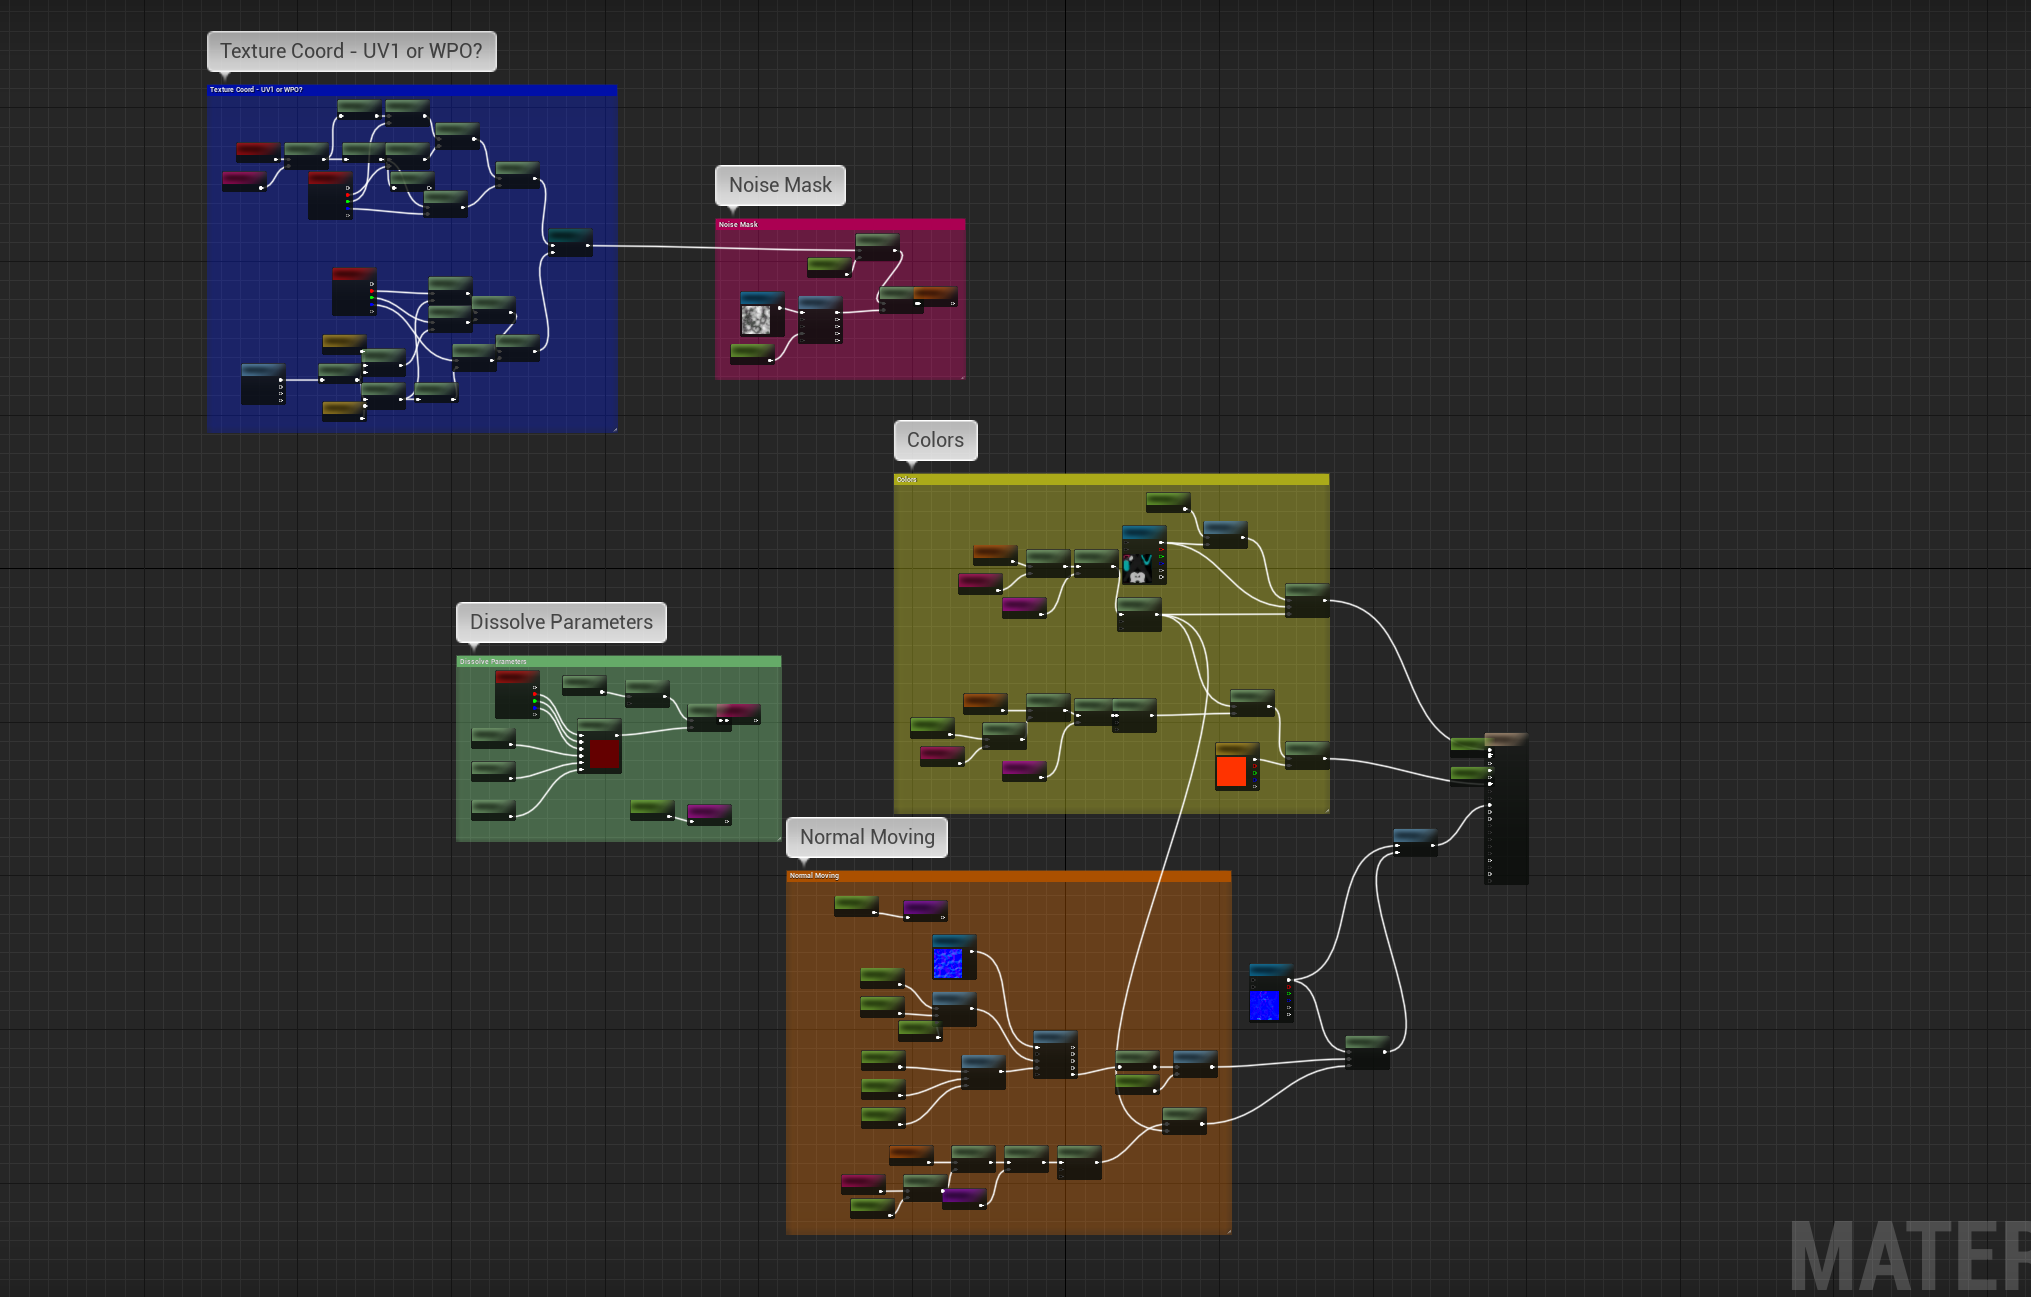 Texture Coord - UV1 or WPO?
Texture Coord - UV1 or WPO?
Noise Mask
Noise Mask
Colors
Colors
Dissolve Parameters
Dissolve Parameters
Normal Moving
Normal Moving
MATER